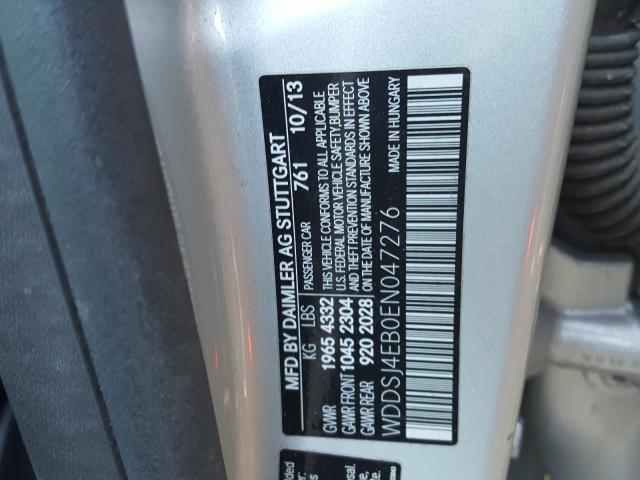 MFD BY DAIMLER AG STUTTGART
KG LBS PASSENGER CAR 761 10/13
GWR 1965 4332 THIS VEHICLE CONFORMS TO ALL APPLICABLE
GAWR FRONT 1045 2304 U.S. FEDERAL MOTOR VEHICLE SAFETY, BUMPER
GAWR REAR 920 2028 AND THEFT PREVENTION STANDARDS IN EFFECT
ON THE DATE OF MANUFACTURE SHOWN ABOVE
WDDSJ4EB0EN047276 MADE IN HUNGARY